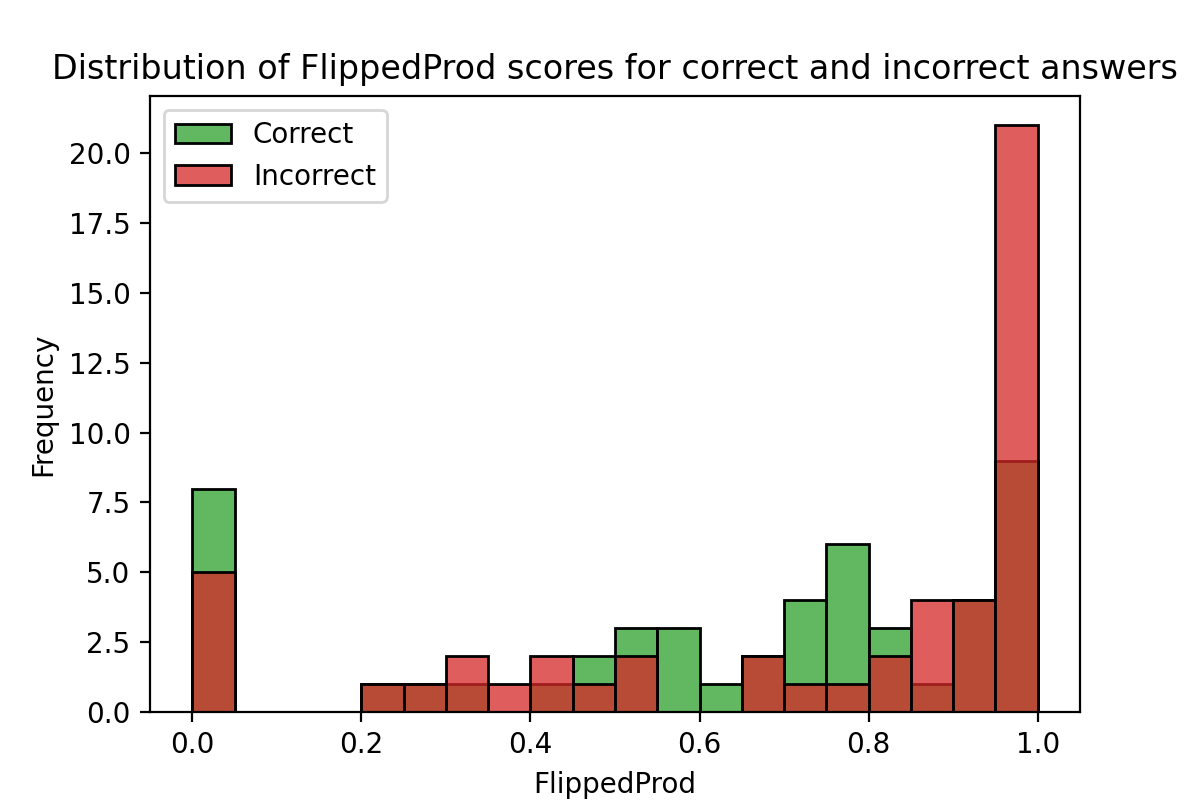 Distribution of FlippedProd scores for correct and incorrect answers
Correct
Incorrect
20.0
17.5
15.0
12.5
10.0
7.5
5.0
2.5
0.0
Frequency
0.0 0.2 0.4 0.6 0.8 1.0
FlippedProd